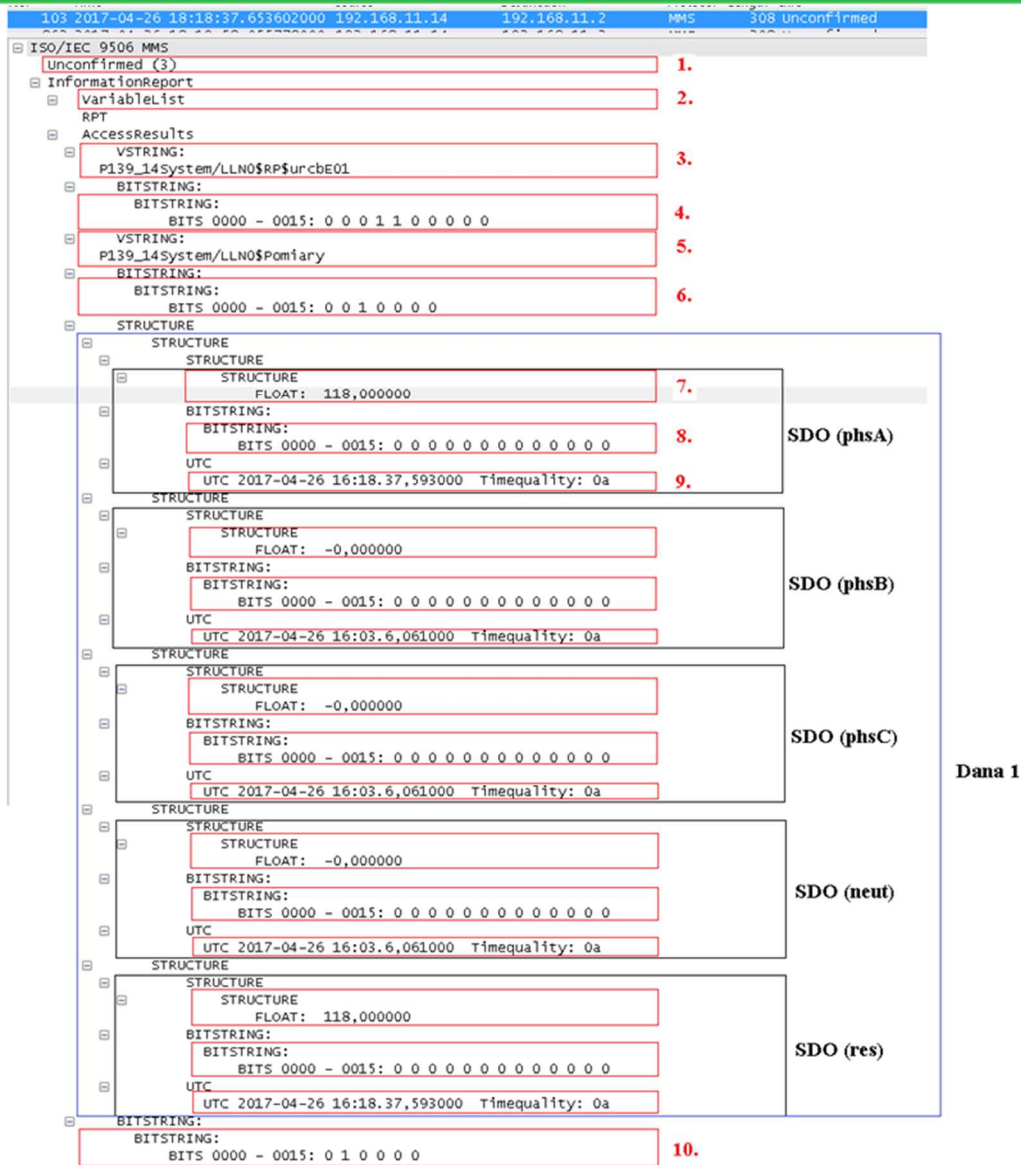 103 2017-04-26 18:18:37.653602000 192.168.11.14 192.168.11.2 MMS 308 Unconfirmed
ISO/IEC 9506 MMS
Unconfirmed (3) 1.
InformationReport
VariableList 2.
RPT
AccessResults
VSTRING: 3.
P139_14System/LLN0$RP$urcbE01
BITSTRING:
BITSTRING: 4.
BITS 0000 - 0015: 0 0 0 1 1 0 0 0 0 0
VSTRING: 5.
P139_14System/LLN0$Pomiary
BITSTRING:
BITSTRING: 6.
BITS 0000 - 0015: 0 0 1 0 0 0 0
STRUCTURE
STRUCTURE
STRUCTURE
STRUCTURE 7.
FLOAT: 118,000000
BITSTRING:
BITSTRING: 8. SDO (phsA)
BITS 0000 - 0015: 0 0 0 0 0 0 0 0 0 0 0 0 0
UTC
UTC 2017-04-26 16:18.37,593000 Timequality: 0a 9.
STRUCTURE
STRUCTURE
STRUCTURE
FLOAT: -0,000000
BITSTRING:
BITSTRING: SDO (phsB)
BITS 0000 - 0015: 0 0 0 0 0 0 0 0 0 0 0 0 0
UTC
UTC 2017-04-26 16:03.6,061000 Timequality: 0a
STRUCTURE
STRUCTURE
STRUCTURE
FLOAT: -0,000000
BITSTRING:
BITSTRING: SDO (phsC)
BITS 0000 - 0015: 0 0 0 0 0 0 0 0 0 0 0 0 0
Dana 1
UTC
UTC 2017-04-26 16:03.6,061000 Timequality: 0a
STRUCTURE
STRUCTURE
STRUCTURE
FLOAT: -0,000000
BITSTRING:
BITSTRING: SDO (neut)
BITS 0000 - 0015: 0 0 0 0 0 0 0 0 0 0 0 0 0
UTC
UTC 2017-04-26 16:03.6,061000 Timequality: 0a
STRUCTURE
STRUCTURE
STRUCTURE
FLOAT: 118,000000
BITSTRING:
BITSTRING: SDO (res)
BITS 0000 - 0015: 0 0 0 0 0 0 0 0 0 0 0 0 0
UTC
UTC 2017-04-26 16:18.37,593000 Timequality: 0a
BITSTRING:
BITSTRING: 10.
BITS 0000 - 0015: 0 1 0 0 0 0